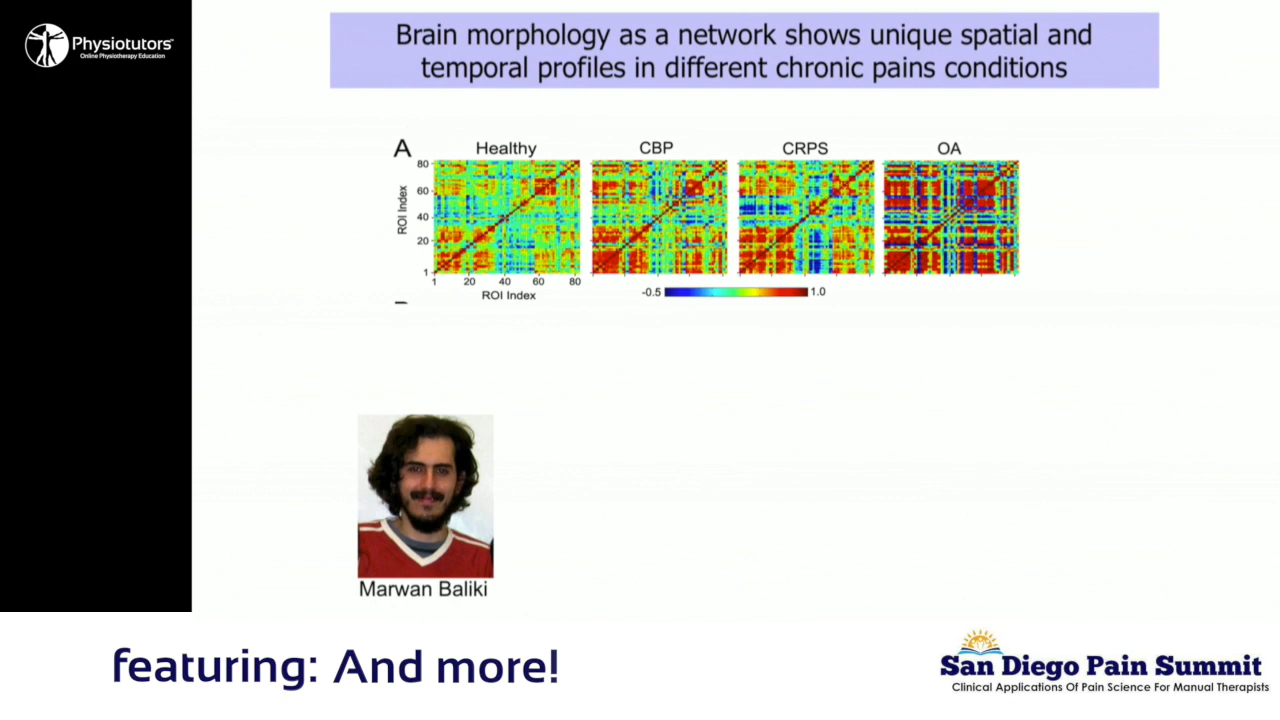 Physiotutors™
Online Physiotherapy Education
Brain morphology as a network shows unique spatial and
temporal profiles in different chronic pains conditions
A
Healthy
CBP
CRPS
OA
ROI Index
80
60
40
20
1
1 20 40 60 80
ROI Index
-0.5
1.0
Marwan Baliki
featuring: And more!
San Diego Pain Summit
Clinical Applications Of Pain Science For Manual Therapists